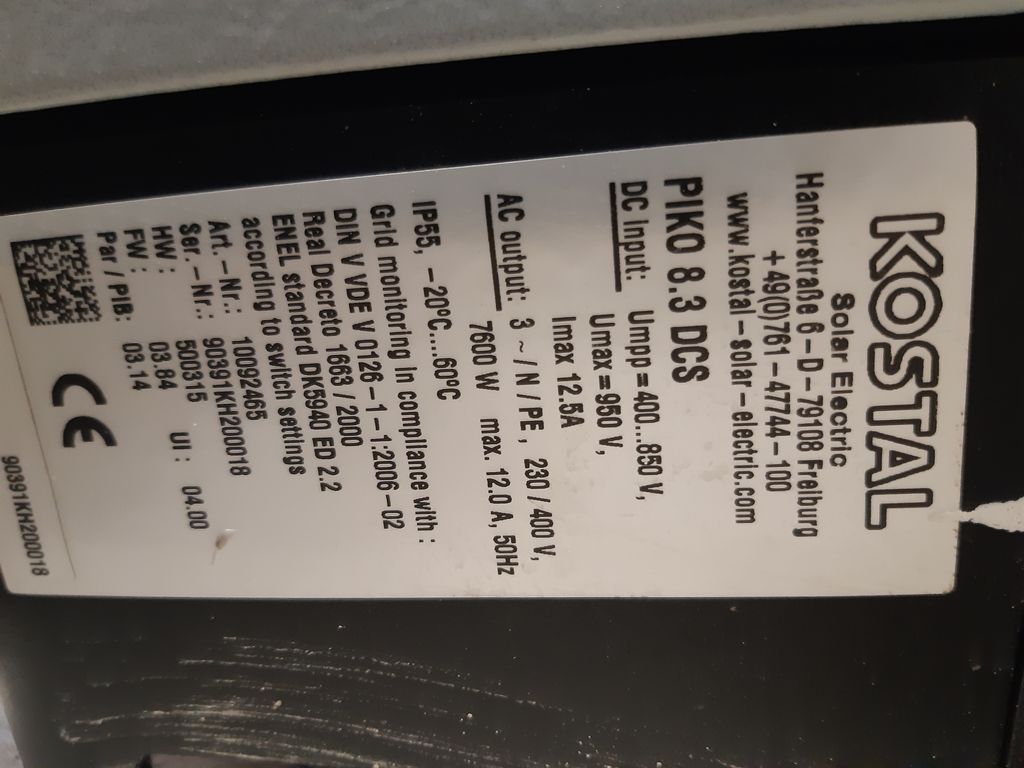 KOSTAL
Solar Electric
Hanferstraße 6 – D – 79108 Freiburg
+ 49(0)761 – 47744 – 100
www.kostal – solar – electric.com
PIKO 8.3 DCS
DC Input: Umpp = 400...850 V,
Umax = 950 V,
Imax 12.5A
AC output: 3 ~ / N / PE , 230 / 400 V,
7600 W max. 12.0 A, 50Hz
IP55, –20°C....60°C
Grid monitoring in compliance with :
DIN V VDE V 0126 – 1 – 1:2006 – 02
Real Decreto 1663 / 2000
ENEL standard DK5940 ED 2.2
according to switch settings
Art. –Nr.: 10092465
Ser. –Nr.: 90391KH200018
HW : 500315 UI : 04.00
FW : 03.84
Par / PIB: 03.14
CE
90391KH200018